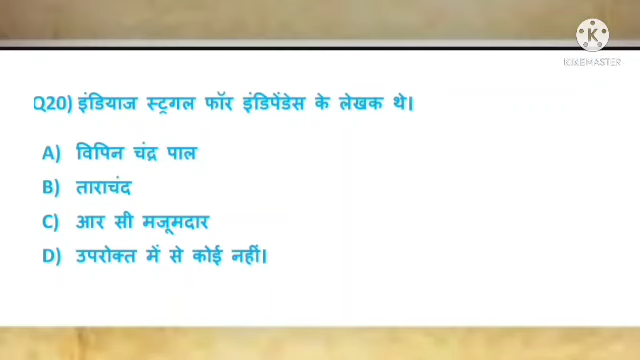 K
KINEMASTER
Q20) इंडियाज स्ट्रगल फॉर इंडिपेंडेस के लेखक थे।
A) विपिन चंद्र पाल
B) ताराचंद
C) आर सी मजूमदार
D) उपरोक्त में से कोई नहीं।